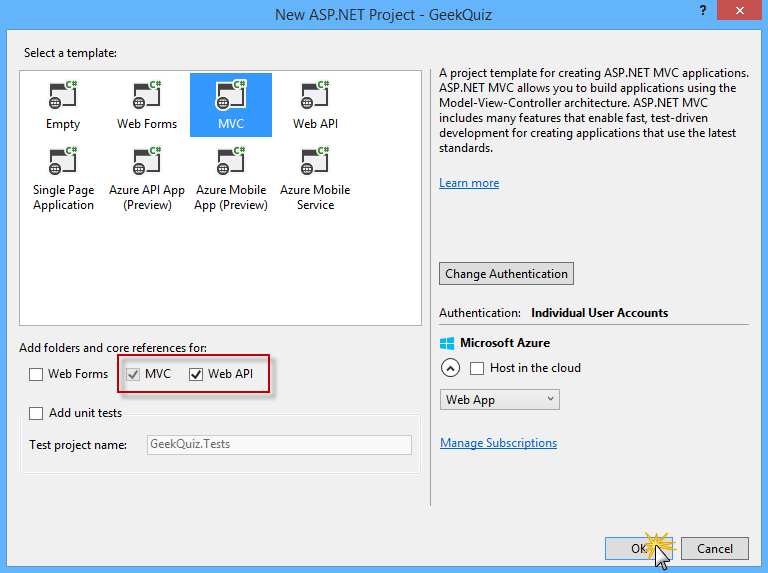 New ASP.NET Project - GeekQuiz
?
Select a template:
C#
C#
C#
C#
Empty
Web Forms
MVC
Web API
C#
C#
C#
C#
Single Page
Application
Azure API App
(Preview)
Azure Mobile
App (Preview)
Azure Mobile
Service
A project template for creating ASP.NET MVC applications.
ASP.NET MVC allows you to build applications using the
Model-View-Controller architecture. ASP.NET MVC
includes many features that enable fast, test-driven
development for creating applications that use the latest
standards.
Learn more
Change Authentication
Authentication: Individual User Accounts
Microsoft Azure
Host in the cloud
Web App
Manage Subscriptions
Add folders and core references for:
Web Forms
MVC
Web API
Add unit tests
Test project name:
GeekQuiz.Tests
OK
Cancel